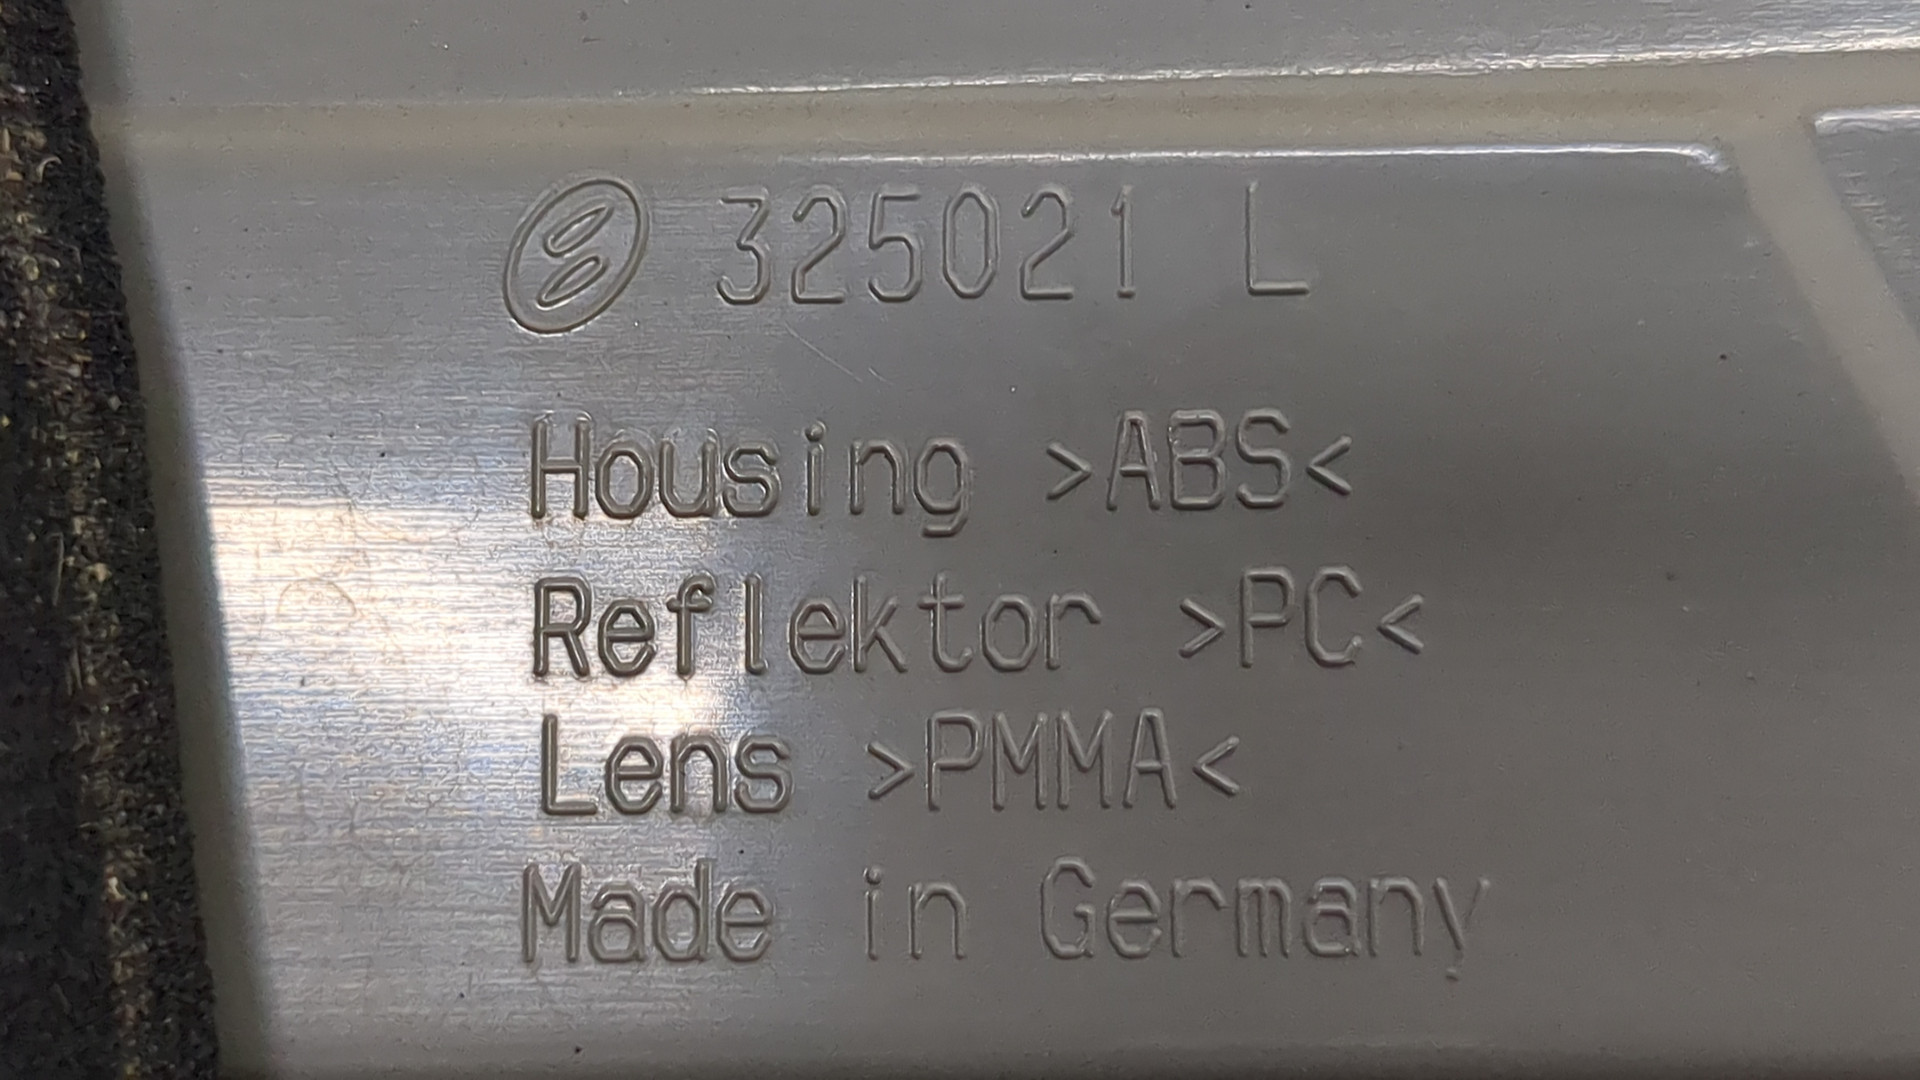 325021 L
Housing >ABS<
Reflektor >PC<
Lens >PMMA<
Made in Germany